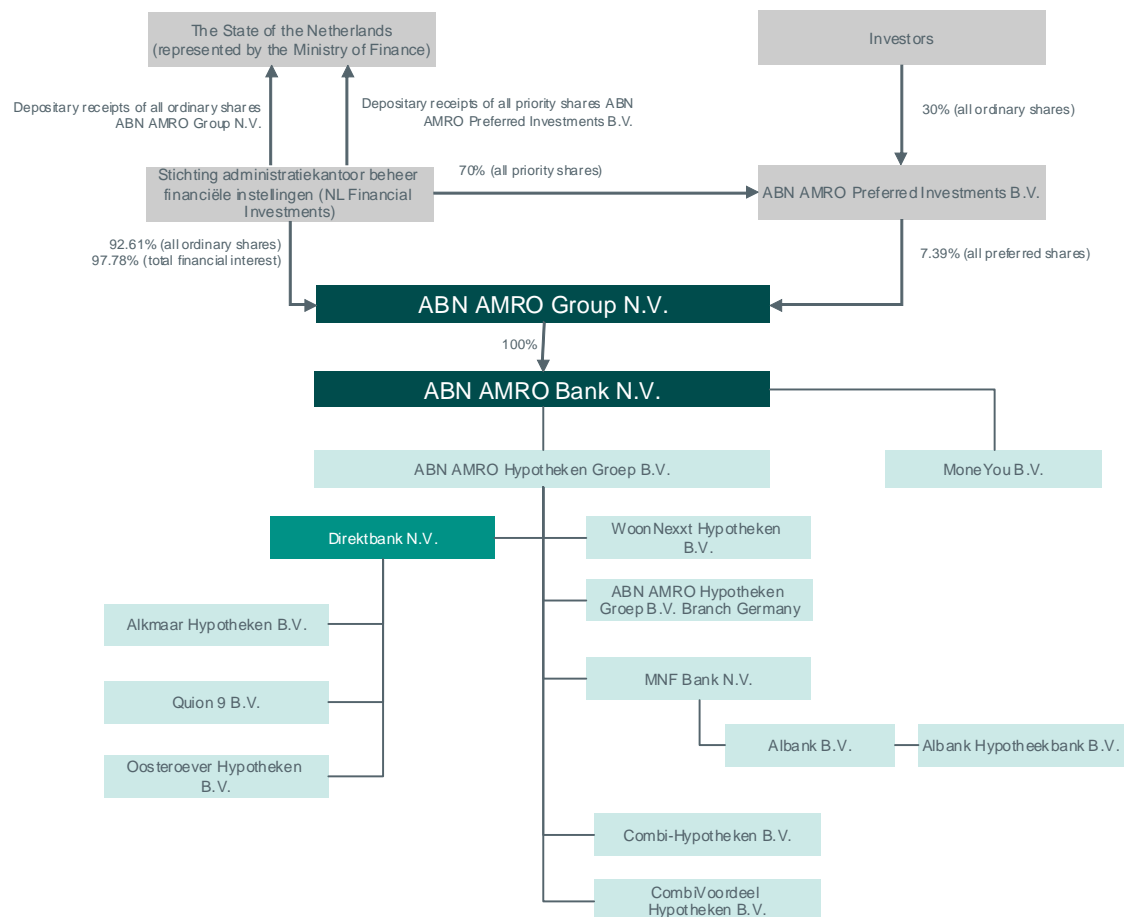 The State of the Netherlands
(represented by the Ministry of Finance)
Investors
Depositary receipts of all ordinary shares
ABN AMRO Group N.V.
Depositary receipts of all priority shares ABN
AMRO Preferred Investments B.V.
30% (all ordinary shares)
Stichting administratiekantoor beheer
financiële instellingen (NL Financial
Investments)
70% (all priority shares)
ABN AMRO Preferred Investments B.V.
92.61% (all ordinary shares)
97.78% (total financial interest)
7.39% (all preferred shares)
ABN AMRO Group N.V.
100%
ABN AMRO Bank N.V.
ABN AMRO Hypotheken Groep B.V.
MoneYou B.V.
Direktbank N.V.
WoonNexxt Hypotheken
B.V.
ABN AMRO Hypotheken
Groep B.V. Branch Germany
Alkmaar Hypotheken B.V.
MNF Bank N.V.
Quion 9 B.V.
Albank B.V.
Albank Hypotheekbank B.V.
Oosteroever Hypotheken
B.V.
Combi-Hypotheken B.V.
CombiVoordeel
Hypotheken B.V.